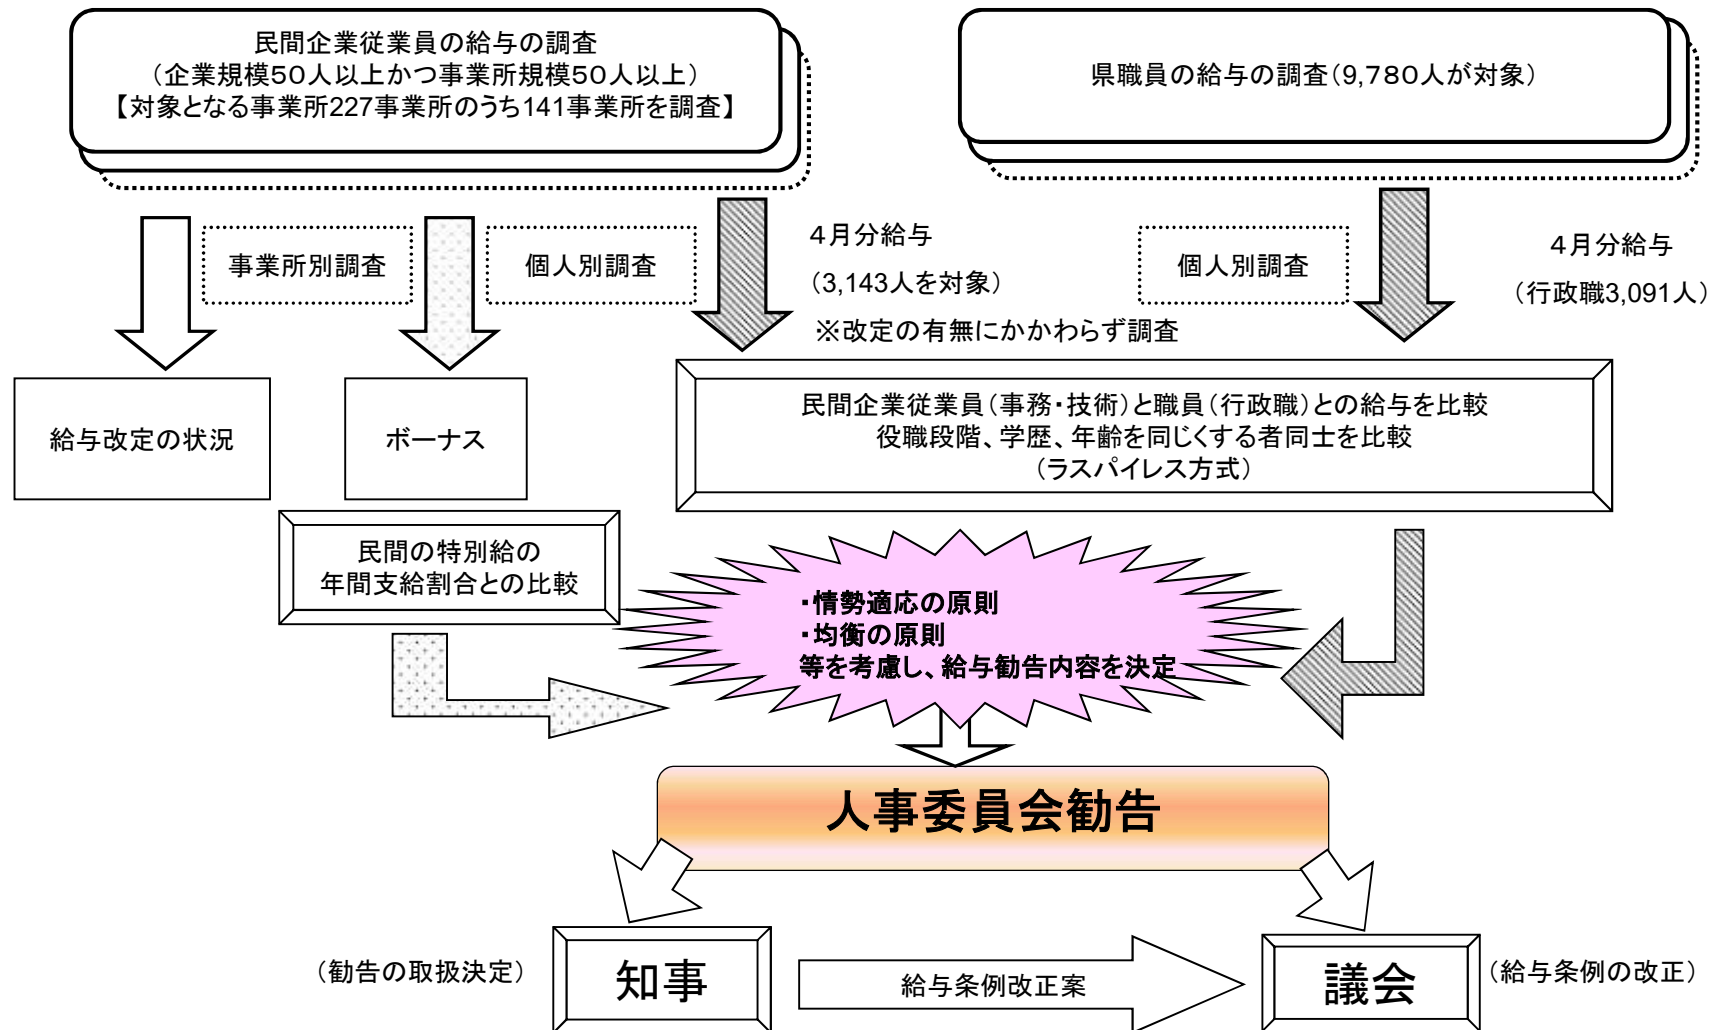 民間企業従業員の給与の調査
（企業規模５０人以上かつ事業所規模５０人以上）
【対象となる事業所227事業所のうち141事業所を調査】
県職員の給与の調査（9,７８０人が対象）
事業所別調査
個人別調査
４月分給与
（3,143人を対象）
※改定の有無にかかわらず調査
個人別調査
４月分給与
（行政職3,091人）
給与改定の状況
ボーナス
民間企業従業員（事務・技術）と職員（行政職）との給与を比較
役職段階、学歴、年齢を同じくする者同士を比較
（ラスパイレス方式）
民間の特別給の
年間支給割合との比較
・情勢適応の原則
・均衡の原則
等を考慮し、給与勧告内容を決定
人事委員会勧告
（勧告の取扱決定）
知事
給与条例改正案
議会
（給与条例の改正）